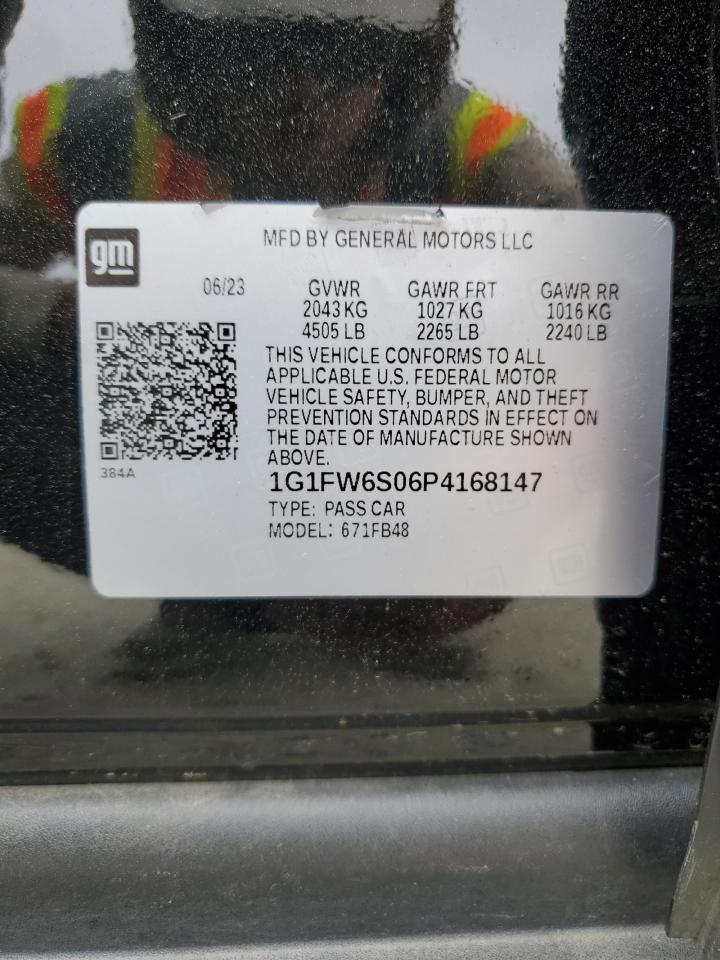 gm
MFD BY GENERAL MOTORS LLC
06/23
GVWR GAWR FRT GAWR RR
2043 KG 1027 KG 1016 KG
4505 LB 2265 LB 2240 LB
THIS VEHICLE CONFORMS TO ALL
APPLICABLE U.S. FEDERAL MOTOR
VEHICLE SAFETY, BUMPER, AND THEFT
PREVENTION STANDARDS IN EFFECT ON
THE DATE OF MANUFACTURE SHOWN
ABOVE.
384A
1G1FW6S06P4168147
TYPE: PASS CAR
MODEL: 671FB48